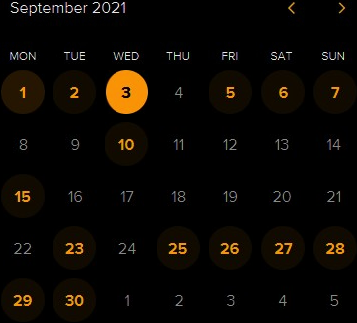 September 2021
MON TUE WED THU FRI SAT SUN
1 2 3 4 5 6 7
8 9 10 11 12 13 14
15 16 17 18 19 20 21
22 23 24 25 26 27 28
29 30 1 2 3 4 5